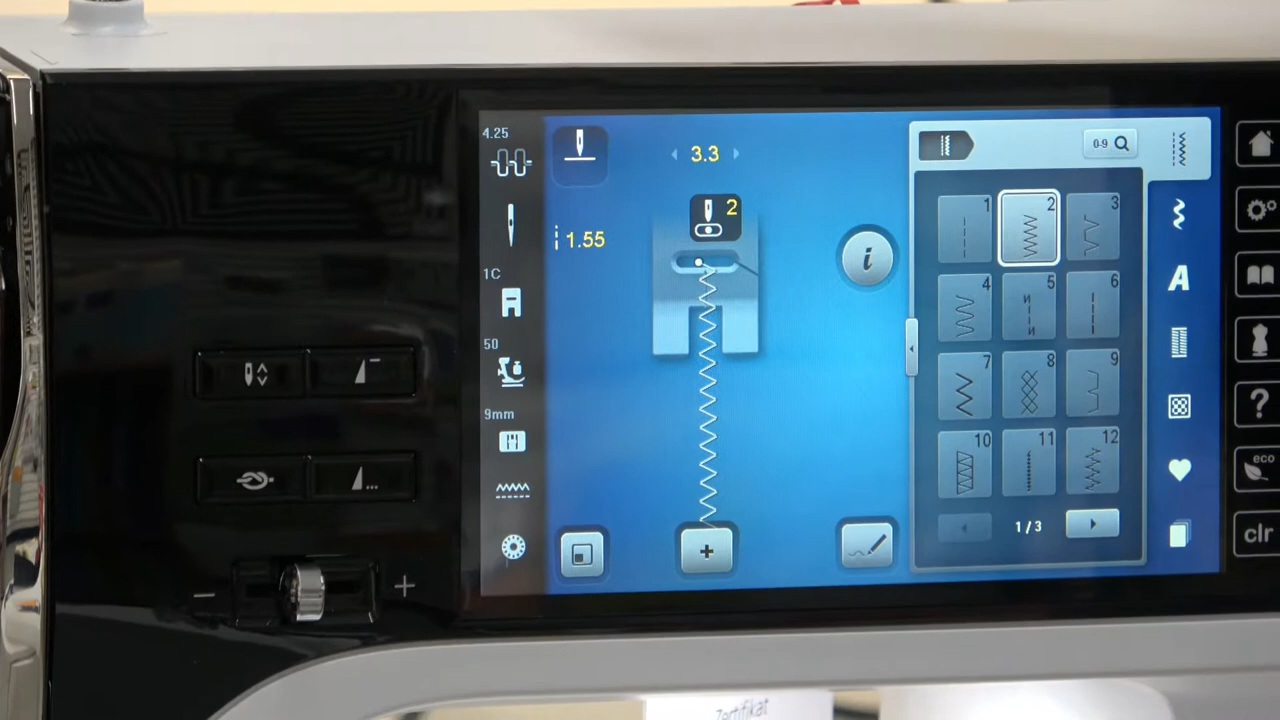 4.25
3.3
0-9
2
1.55
i
1C
50
9mm
1 2 3
4 5 6
7 8 9
10 11 12
1/3
A
?
eco
clr
− +
Zertifikat